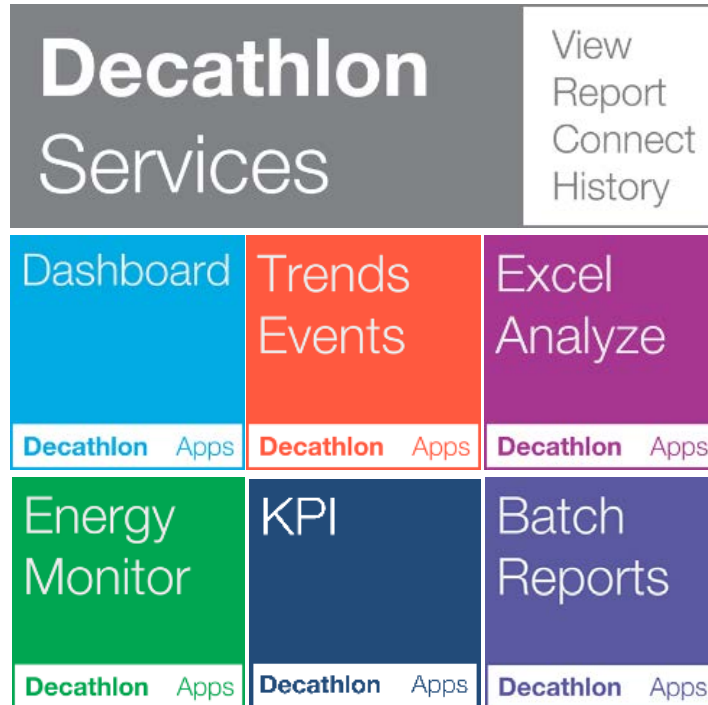 Decathlon
Services
View
Report
Connect
History
Dashboard
Decathlon Apps
Trends
Events
Decathlon Apps
Excel
Analyze
Decathlon Apps
Energy
Monitor
Decathlon Apps
KPI
Decathlon Apps
Batch
Reports
Decathlon Apps